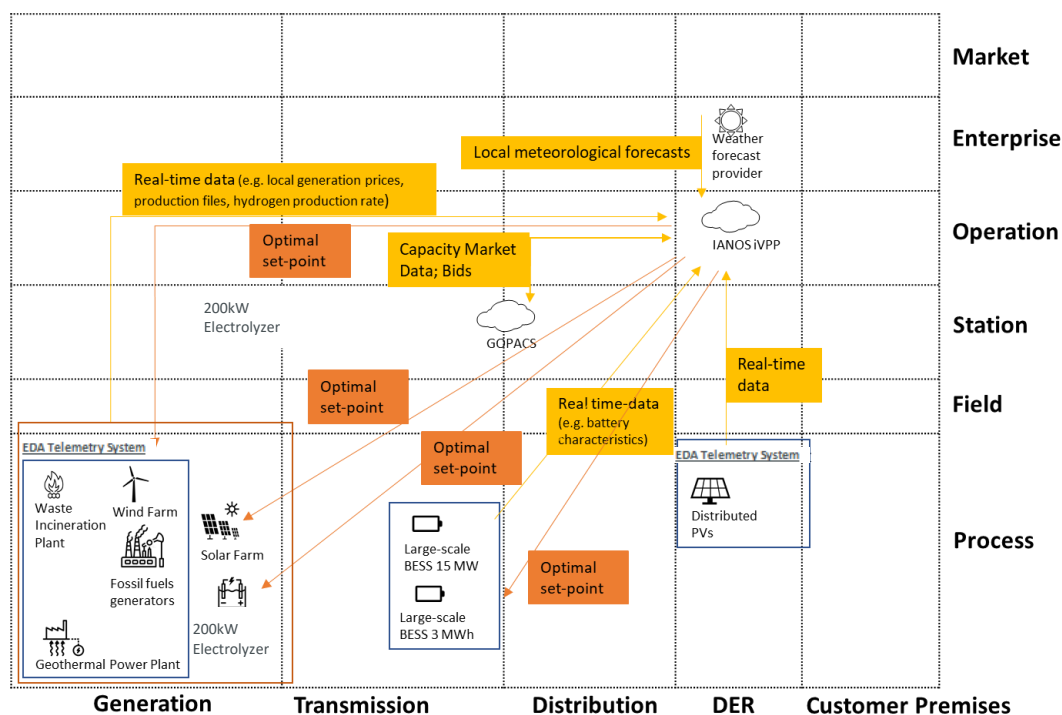 Market
Enterprise
Weather
forecast
provider
Local meteorological forecasts
Real-time data (e.g. local generation prices,
production files, hydrogen production rate)
Operation
IANOS iVPP
Optimal
set-point
Capacity Market
Data; Bids
200kW
Electrolyzer
GOPACS
Station
Real-time
data
Optimal
set-point
Field
Real time-data
(e.g. battery
characteristics)
Optimal
set-point
EDA Telemetry System
EDA Telemetry System
Waste
Incineration
Plant
Wind Farm
Solar Farm
Fossil fuels
generators
200kW
Electrolyzer
Geothermal Power Plant
Large-scale
BESS 15 MW
Large-scale
BESS 3 MWh
Optimal
set-point
Distributed
PVs
Process
Generation
Transmission
Distribution
DER
Customer Premises